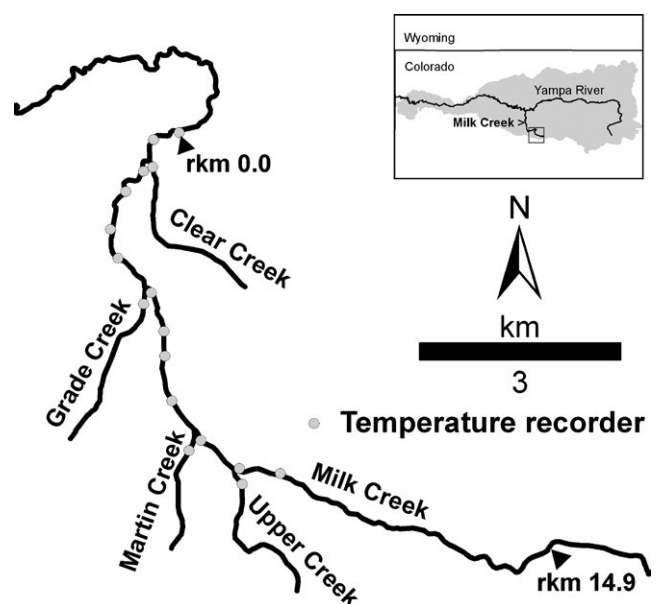 Wyoming
Colorado
Yampa River
Milk Creek >
rkm 0.0
Clear Creek
N
km
3
Grade Creek
Temperature recorder
Martin Creek
Upper Creek
Milk Creek
rkm 14.9